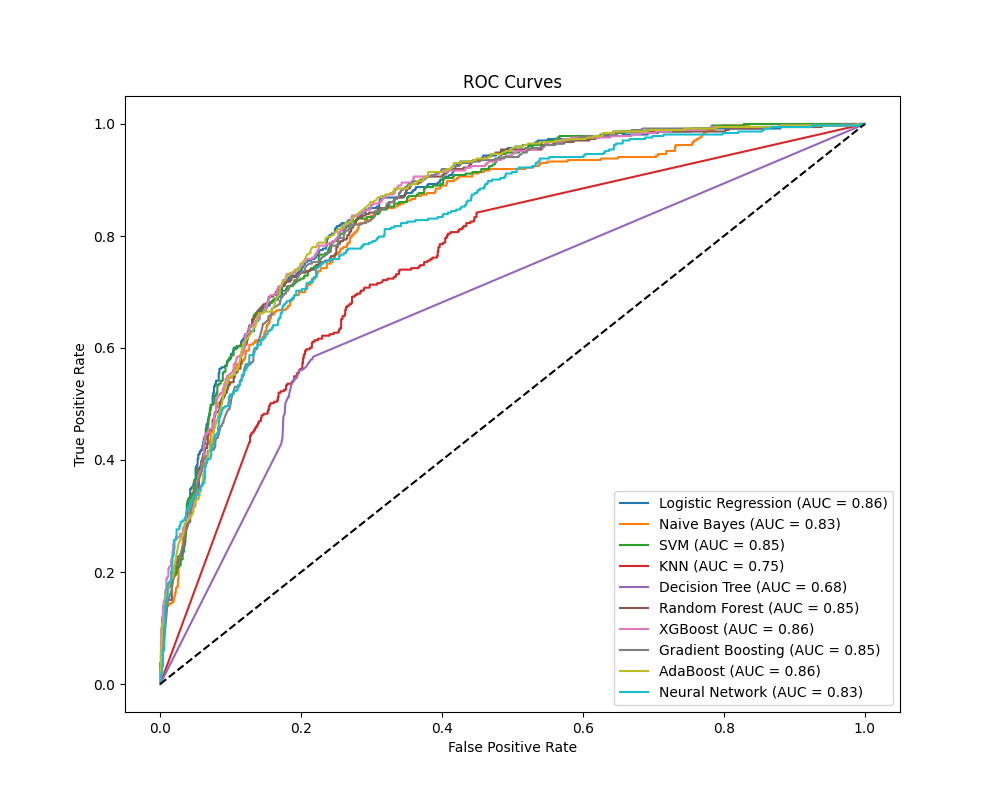 ROC Curves
True Positive Rate
1.0
0.8
0.6
0.4
0.2
0.0
Logistic Regression (AUC = 0.86)
Naive Bayes (AUC = 0.83)
SVM (AUC = 0.85)
KNN (AUC = 0.75)
Decision Tree (AUC = 0.68)
Random Forest (AUC = 0.85)
XGBoost (AUC = 0.86)
Gradient Boosting (AUC = 0.85)
AdaBoost (AUC = 0.86)
Neural Network (AUC = 0.83)
0.0 0.2 0.4 0.6 0.8 1.0
False Positive Rate